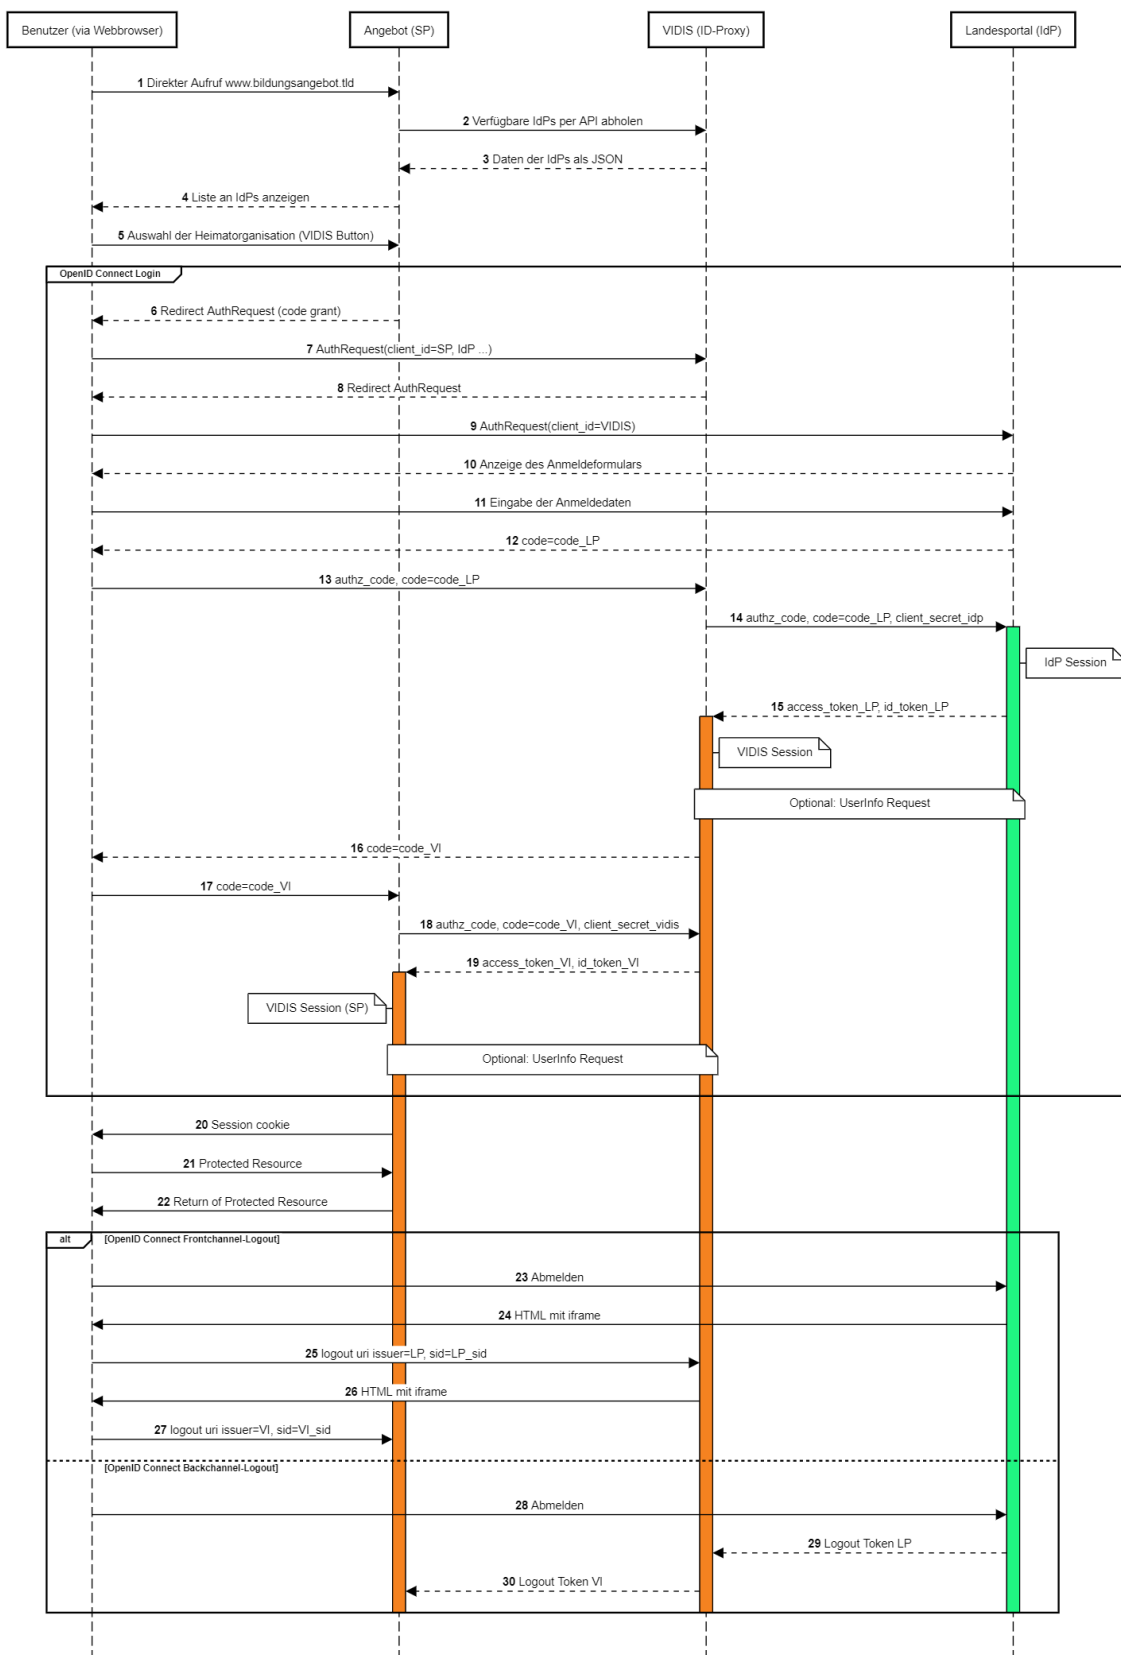 Benutzer (via Webbrowser)
Angebot (SP)
VIDIS (ID-Proxy)
Landesportal (IdP)
1 Direkter Aufruf www.bildungsangebot.tld
2 Verfügbare IdPs per API abholen
3 Daten der IdPs als JSON
4 Liste an IdPs anzeigen
5 Auswahl der Heimatorganisation (VIDIS Button)
OpenID Connect Login
6 Redirect AuthRequest (code grant)
7 AuthRequest(client_id=SP, IdP ...)
8 Redirect AuthRequest
9 AuthRequest(client_id=VIDIS)
10 Anzeige des Anmeldeformulars
11 Eingabe der Anmeldedaten
12 code=code_LP
13 authz_code, code=code_LP
14 authz_code, code=code_LP, client_secret_idp
IdP Session
15 access_token_LP, id_token_LP
VIDIS Session
Optional: UserInfo Request
16 code=code_VI
17 code=code_VI
18 authz_code, code=code_VI, client_secret_vidis
19 access_token_VI, id_token_VI
VIDIS Session (SP)
Optional: UserInfo Request
20 Session cookie
21 Protected Resource
22 Return of Protected Resource
alt
[OpenID Connect Frontchannel-Logout]
23 Abmelden
24 HTML mit iframe
25 logout uri issuer=LP, sid=LP_sid
26 HTML mit iframe
27 logout uri issuer=VI, sid=VI_sid
[OpenID Connect Backchannel-Logout]
28 Abmelden
29 Logout Token LP
30 Logout Token VI